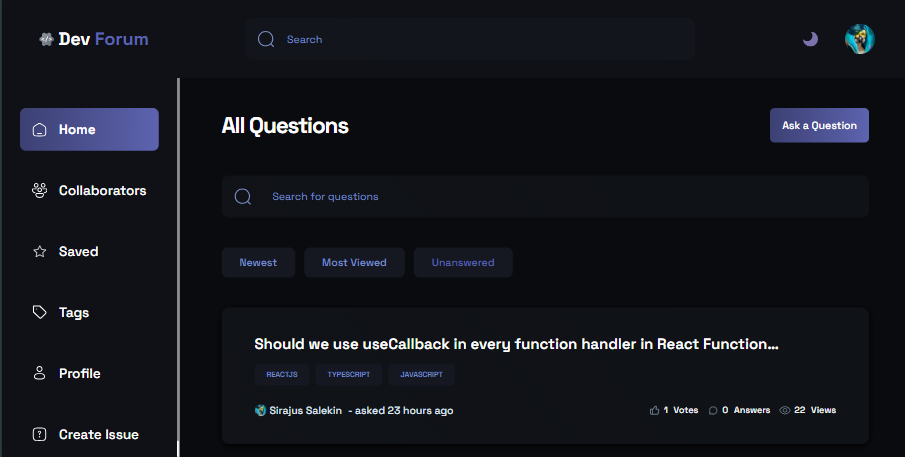 Dev Forum
Search
Home
Collaborators
Saved
Tags
Profile
Create Issue
All Questions
Ask a Question
Search for questions
Newest
Most Viewed
Unanswered
Should we use useCallback in every function handler in React Function...
REACTJS
TYPESCRIPT
JAVASCRIPT
Sirajus Salekin - asked 23 hours ago
1 Votes
0 Answers
22 Views